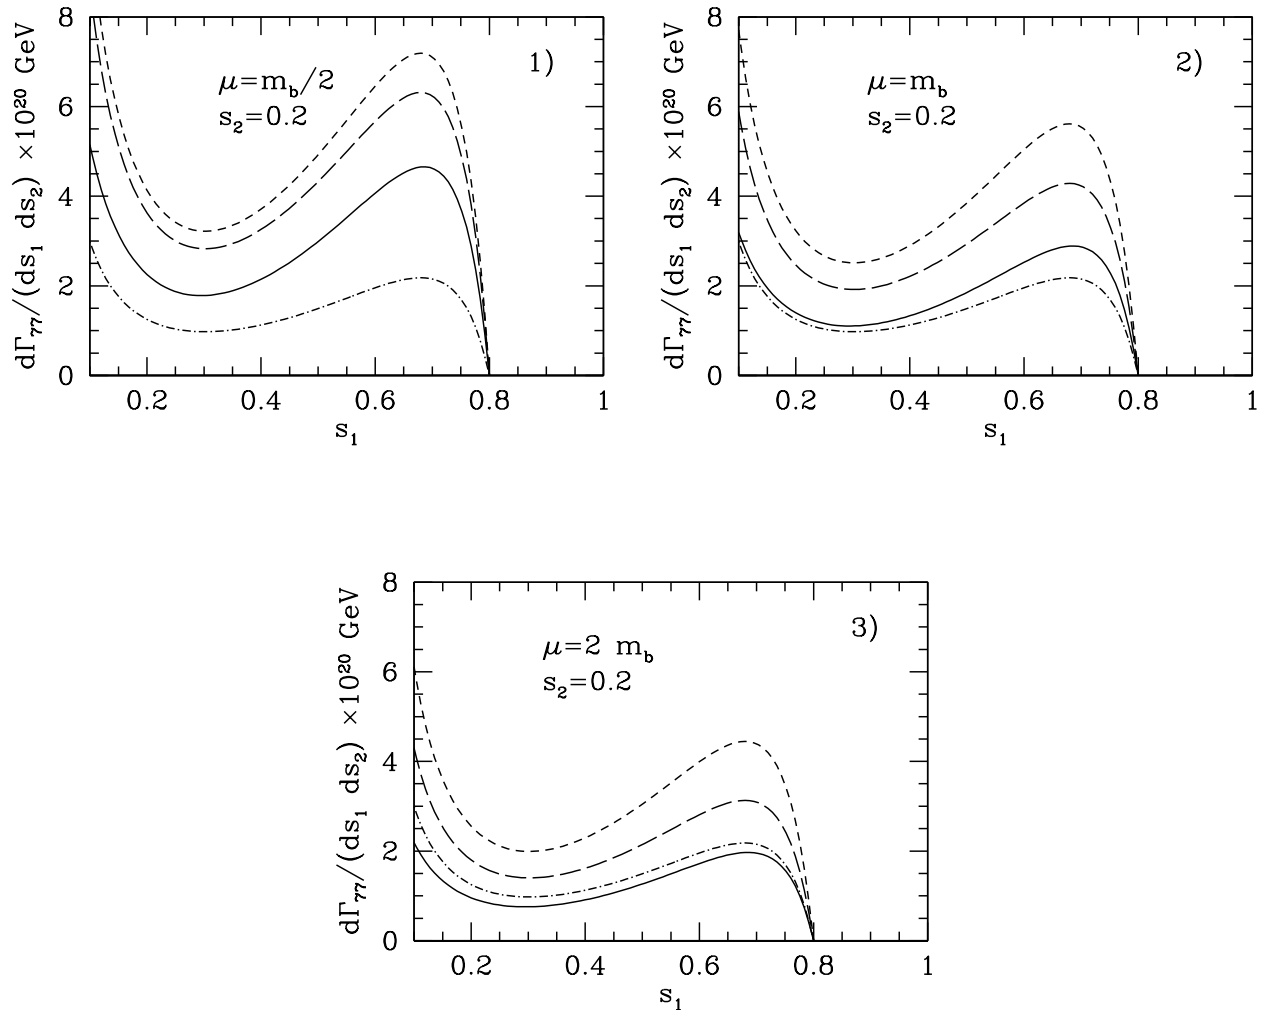 8
6
4
2
0
dΓ₇₇/(ds₁ ds₂) ×10²⁰ GeV
1)
μ=m_b/2
s₂=0.2
0.2 0.4 0.6 0.8 1
s₁
8
6
4
2
0
dΓ₇₇/(ds₁ ds₂) ×10²⁰ GeV
2)
μ=m_b
s₂=0.2
0.2 0.4 0.6 0.8 1
s₁
8
6
4
2
0
dΓ₇₇/(ds₁ ds₂) ×10²⁰ GeV
3)
μ=2 m_b
s₂=0.2
0.2 0.4 0.6 0.8 1
s₁